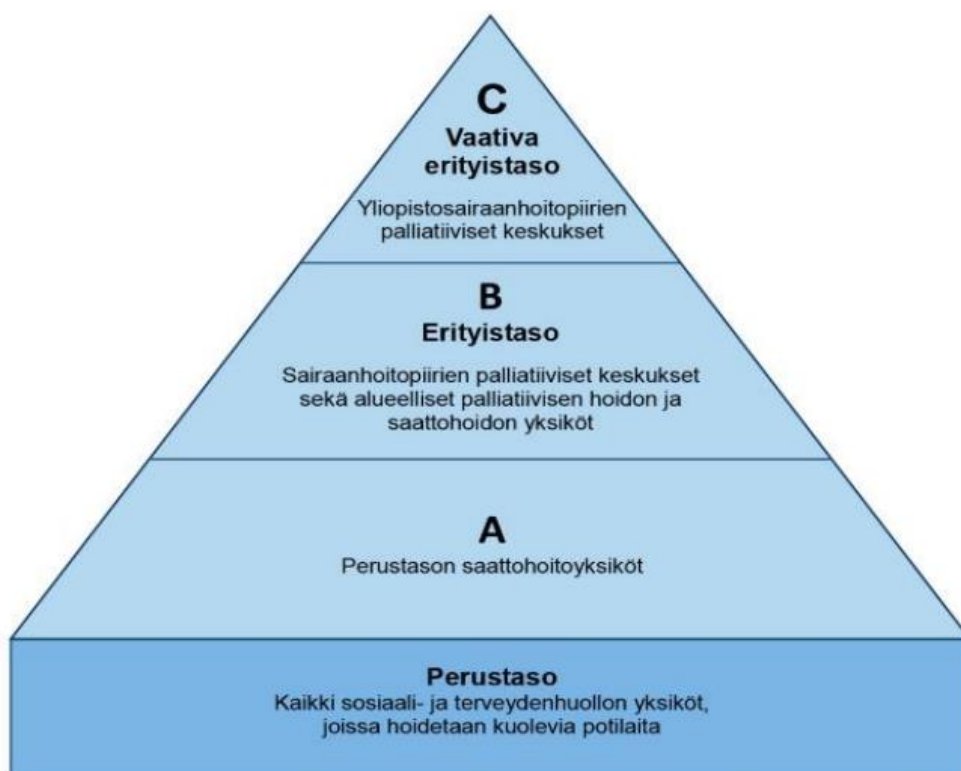 C
Vaativa
erityistaso
Yliopistosairaanhoitopiirien
palliatiiviset keskukset
B
Erityistaso
Sairaanhoitopiirien palliatiiviset keskukset
sekä alueelliset palliatiivisen hoidon ja
saattohoidon yksiköt
A
Perustason saattohoitoyksiköt
Perustaso
Kaikki sosiaali- ja terveydenhuollon yksiköt,
joissa hoidetaan kuolevia potilaita